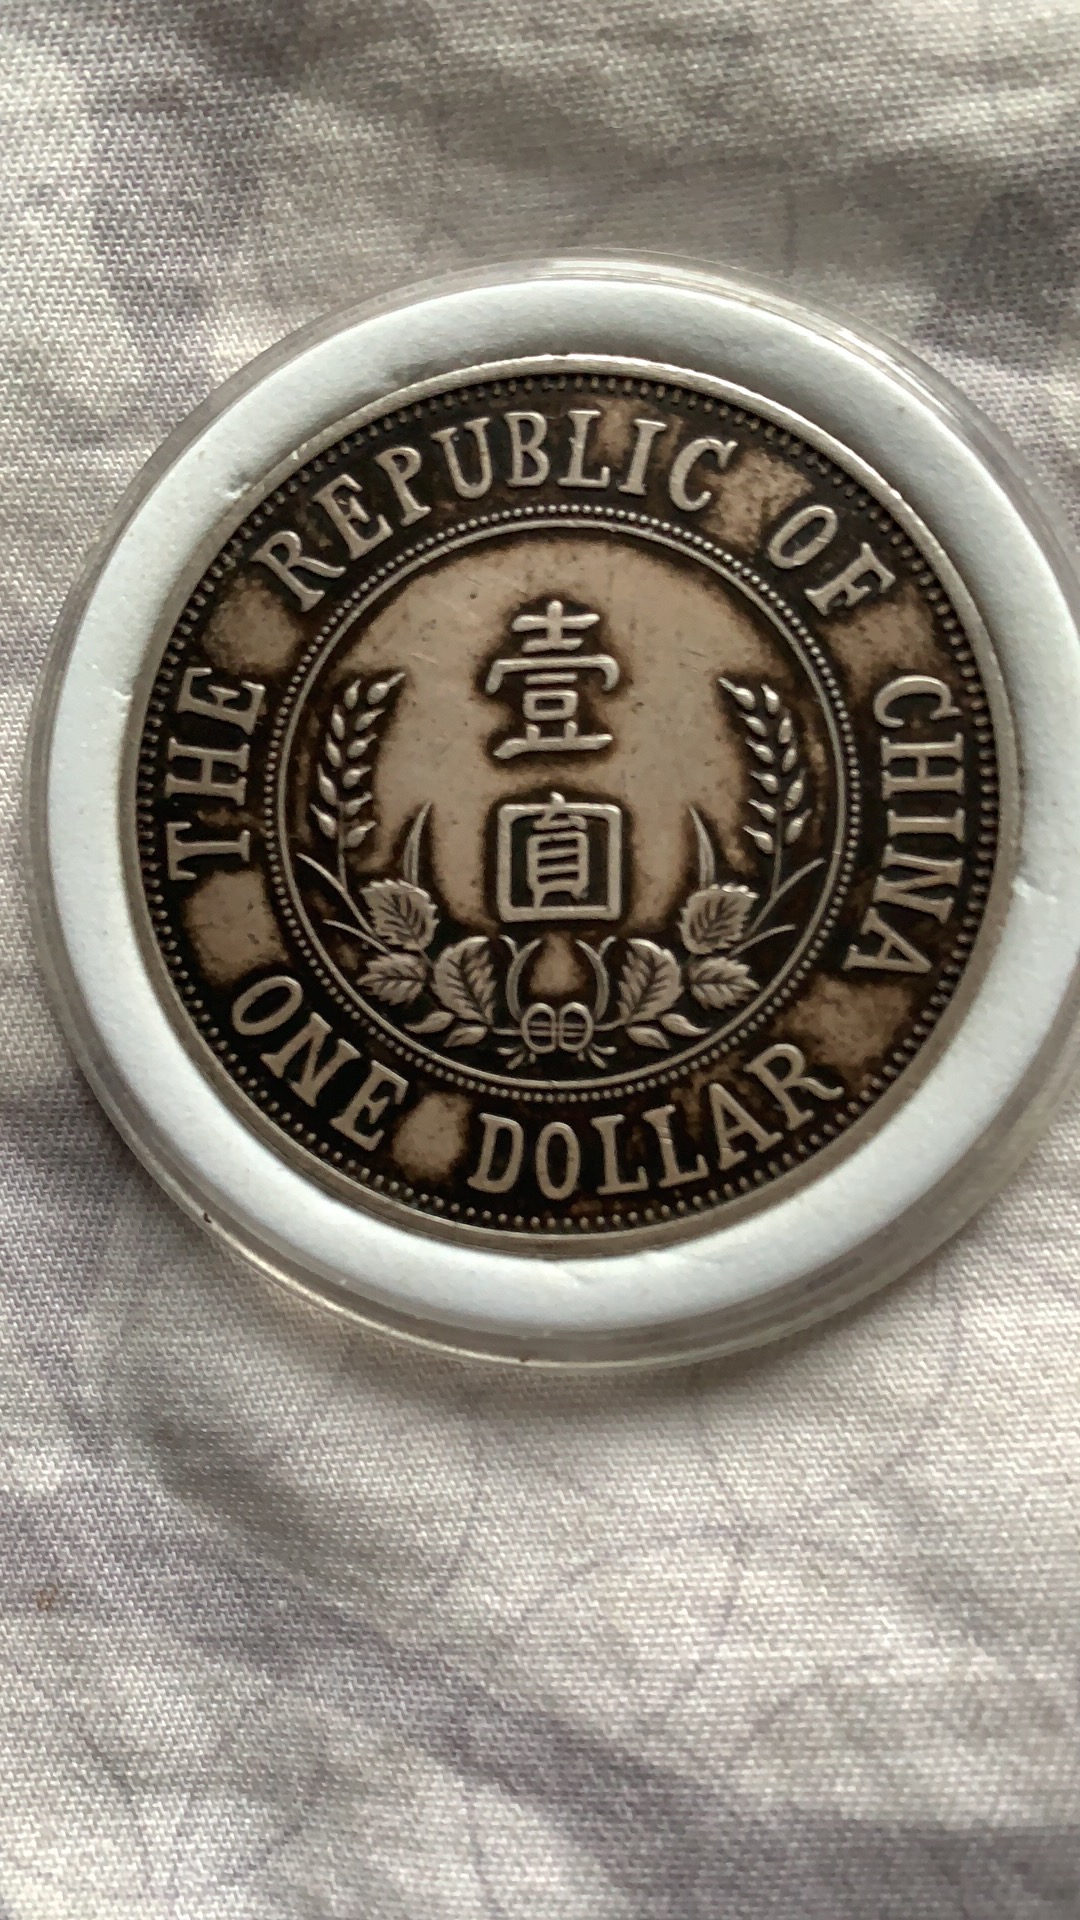 THE REPUBLIC OF CHINA
壹
圓
ONE DOLLAR